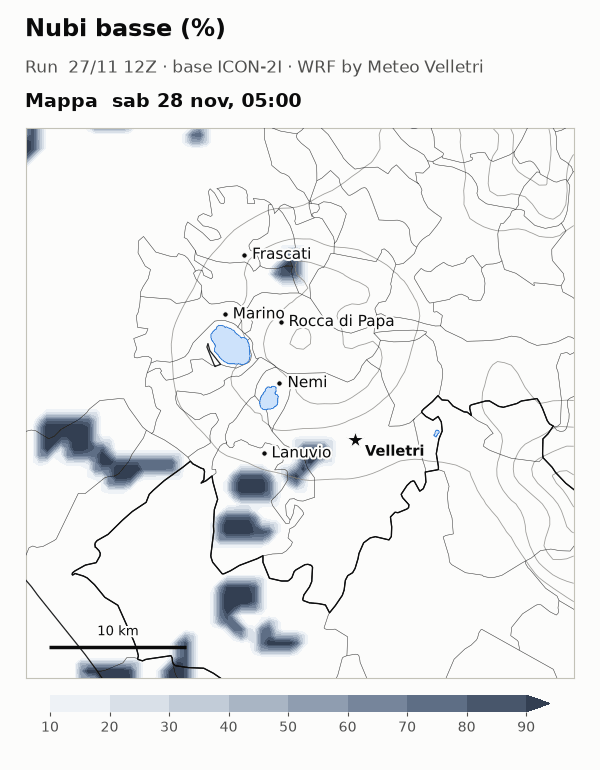 Nubi basse (%)
Run  27/11 12Z · base ICON-2I · WRF by Meteo Velletri
Mappa  sab 28 nov, 05:00
Frascati
Marino
Rocca di Papa
Nemi
Velletri
Lanuvio
10 km
10 20 30 40 50 60 70 80 90